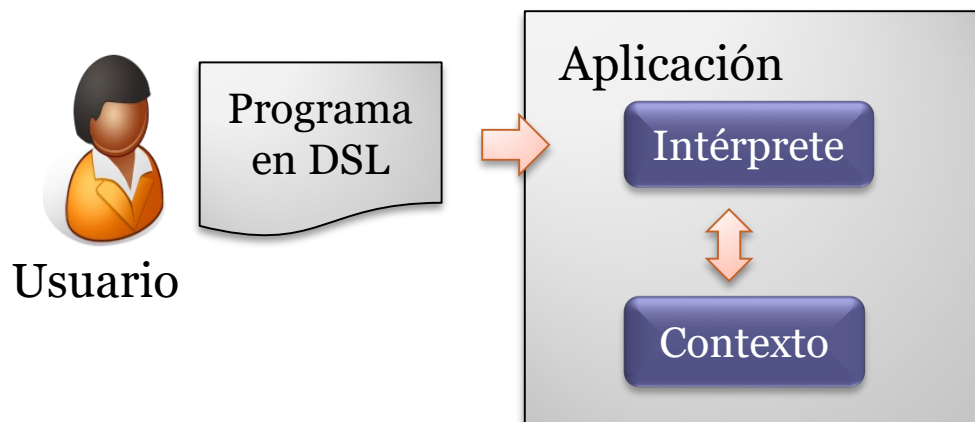 Usuario
Programa
en DSL
Aplicación
Intérprete
Contexto